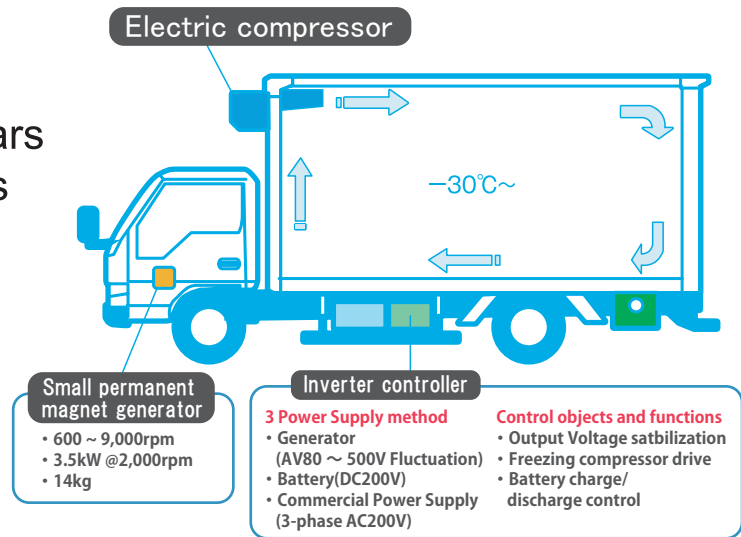 Electric compressor
ars
s
−30℃~
Small permanent
magnet generator
・600 ~ 9,000rpm
・3.5kW @2,000rpm
・14kg
Inverter controller
3 Power Supply method
・Generator
(AV80 ～ 500V Fluctuation)
・Battery(DC200V)
・Commercial Power Supply
(3-phase AC200V)
Control objects and functions
・Output Voltage satbilization
・Freezing compressor drive
・Battery charge/
discharge control